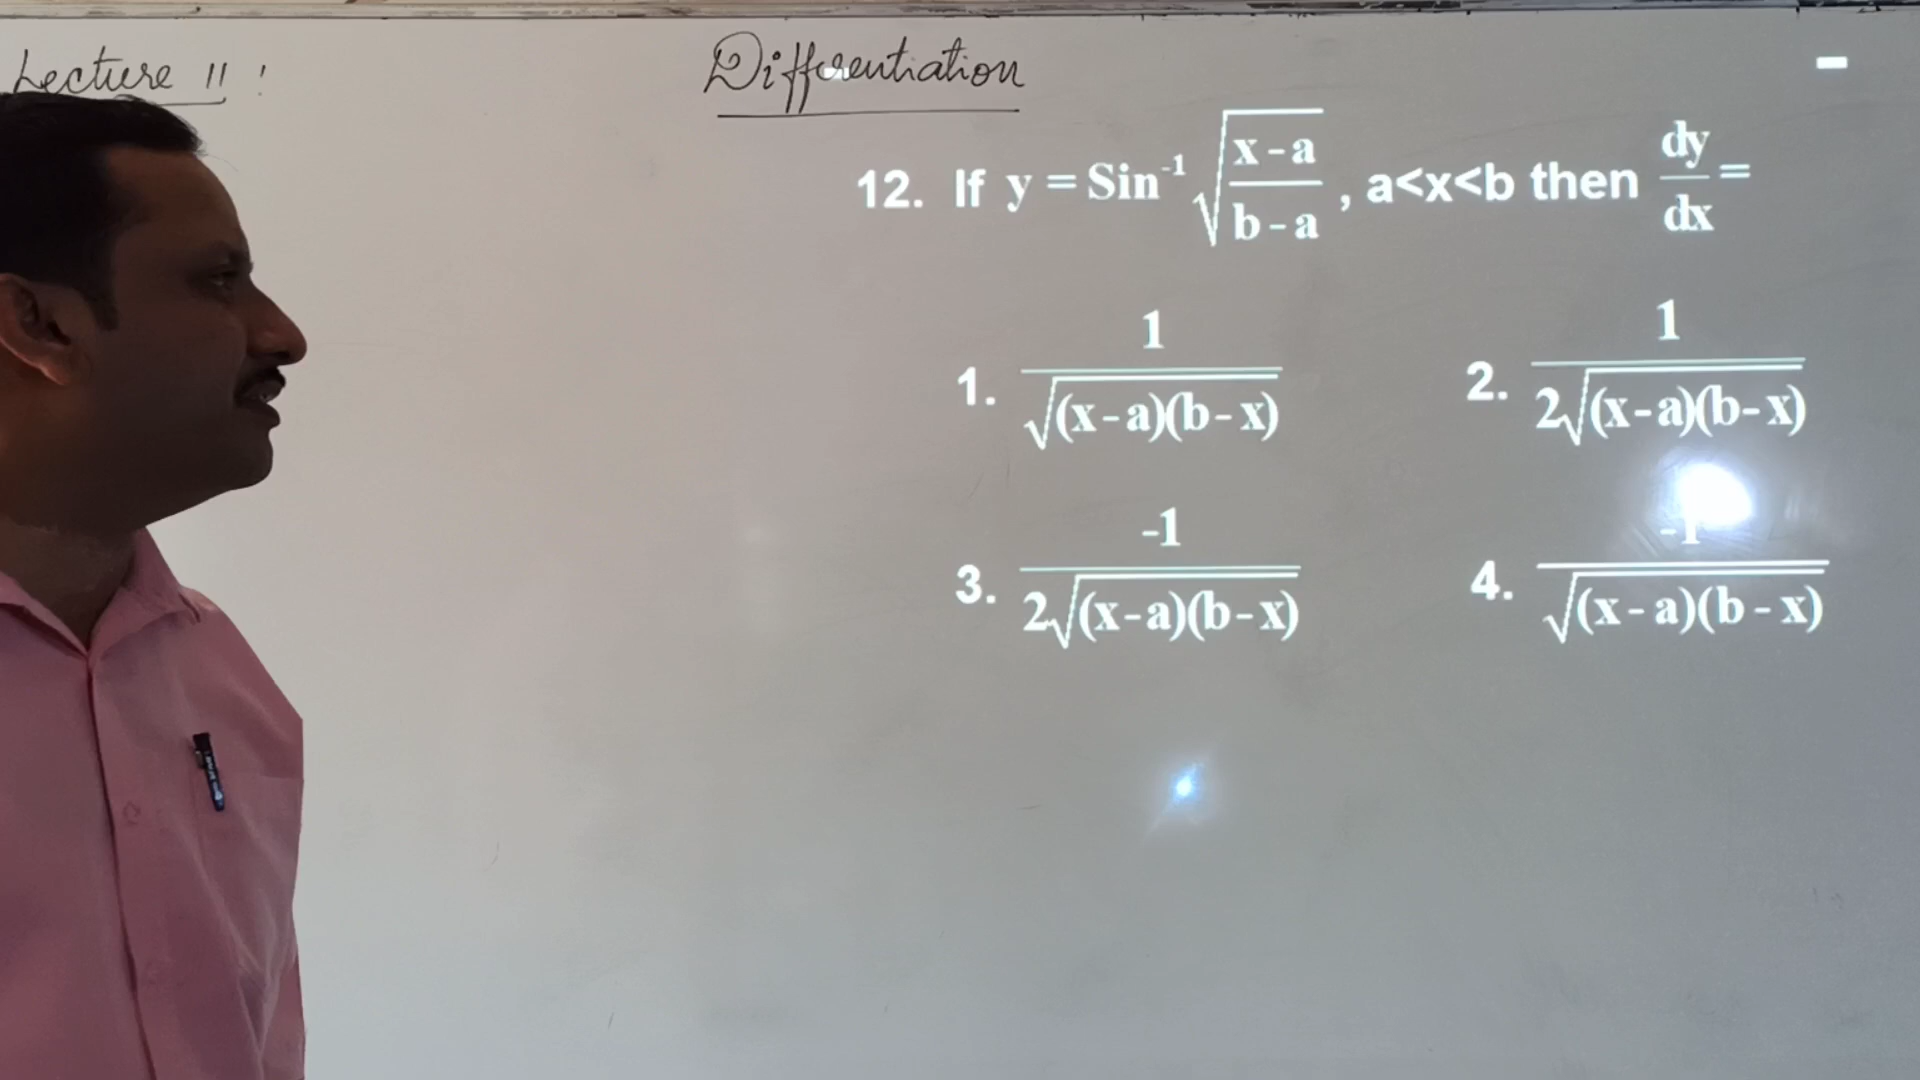 Lecture 11 :
Differentiation
12. If y = Sin⁻¹ √((x-a)/(b-a)) , a<x<b then dy/dx =
1. 1/√((x-a)(b-x))
2. 1/(2√((x-a)(b-x)))
3. -1/(2√((x-a)(b-x)))
4. -1/√((x-a)(b-x))